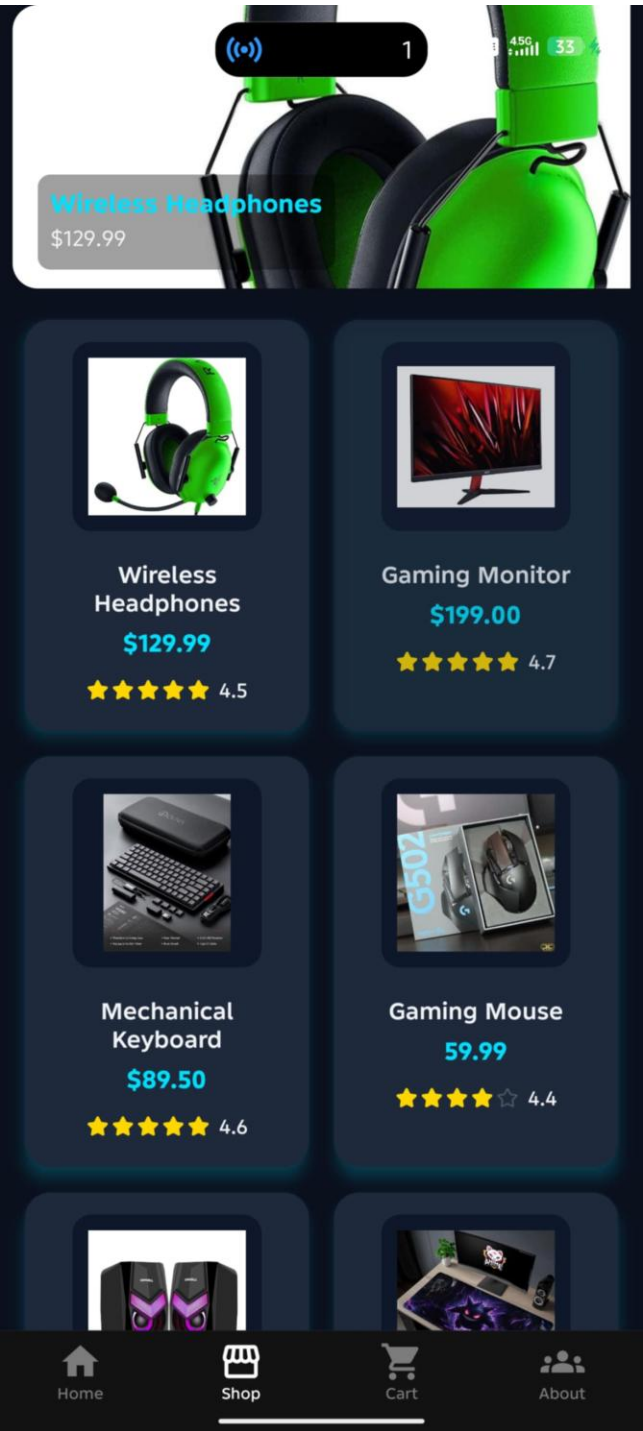 1
4.5G
33
Wireless Headphones
$129.99
Wireless
Headphones
$129.99
4.5
Gaming Monitor
$199.00
4.7
Mechanical
Keyboard
$89.50
4.6
G502
Gaming Mouse
59.99
4.4
Home
Shop
Cart
About